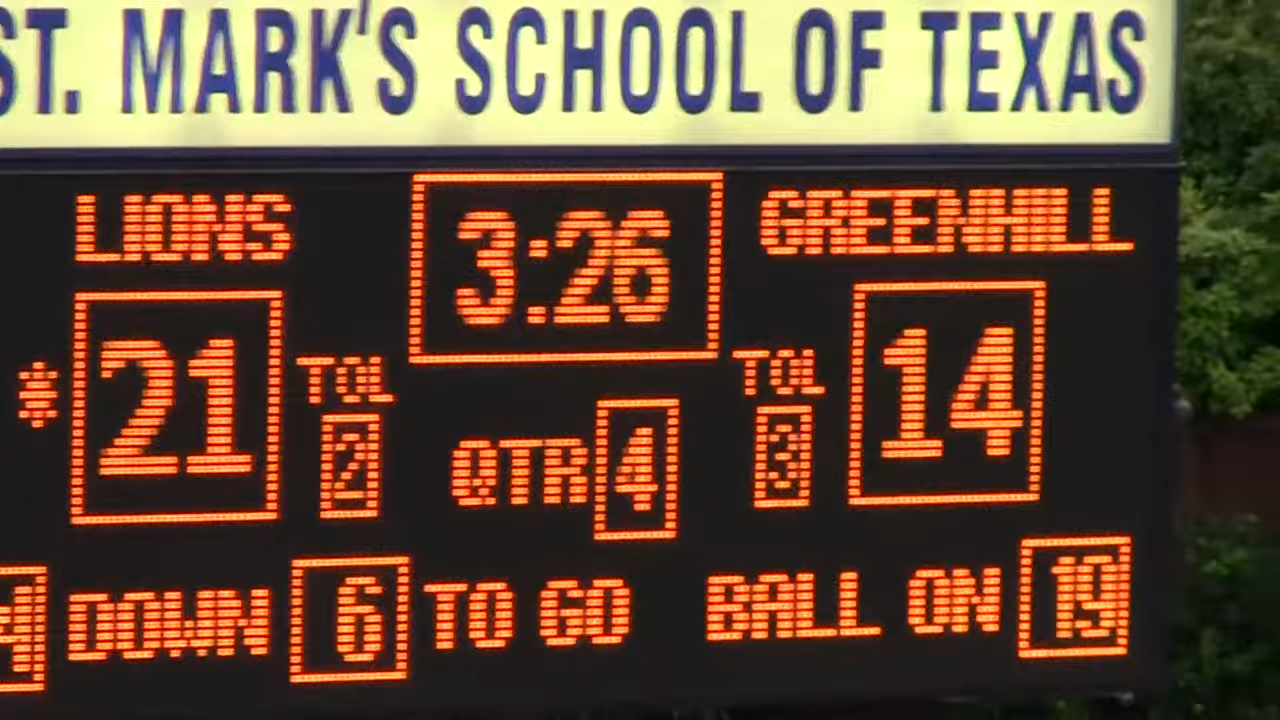 ST. MARK'S SCHOOL OF TEXAS
LIONS 3:26 GREENHILL
* 21 TOL 2 QTR 4 TOL 3 14
4 DOWN 6 TO GO BALL ON 19